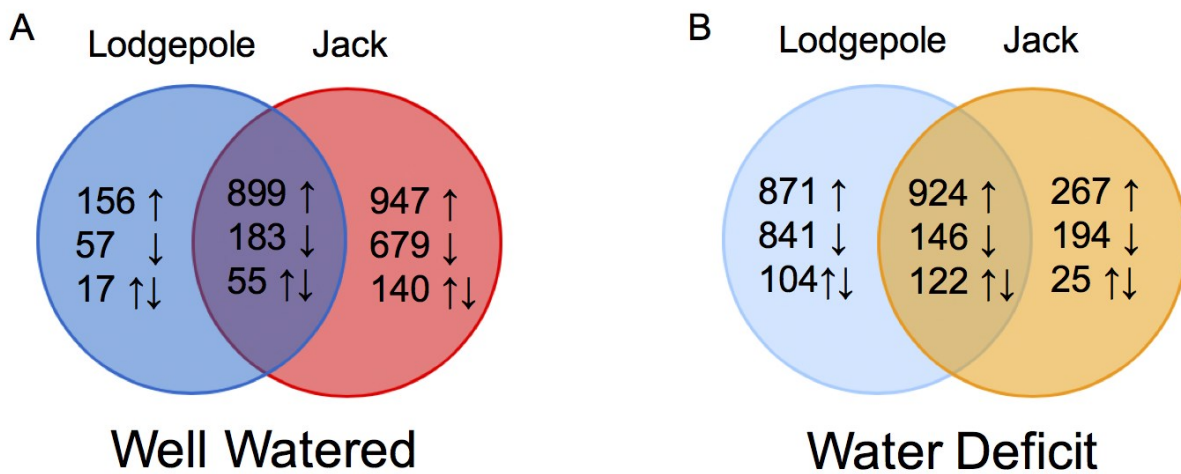 A
Lodgepole Jack
156 ↑ 899 ↑ 947 ↑
57 ↓ 183 ↓ 679 ↓
17 ↑↓ 55 ↑↓ 140 ↑↓
Well Watered
B
Lodgepole Jack
871 ↑ 924 ↑ 267 ↑
841 ↓ 146 ↓ 194 ↓
104↑↓ 122 ↑↓ 25 ↑↓
Water Deficit